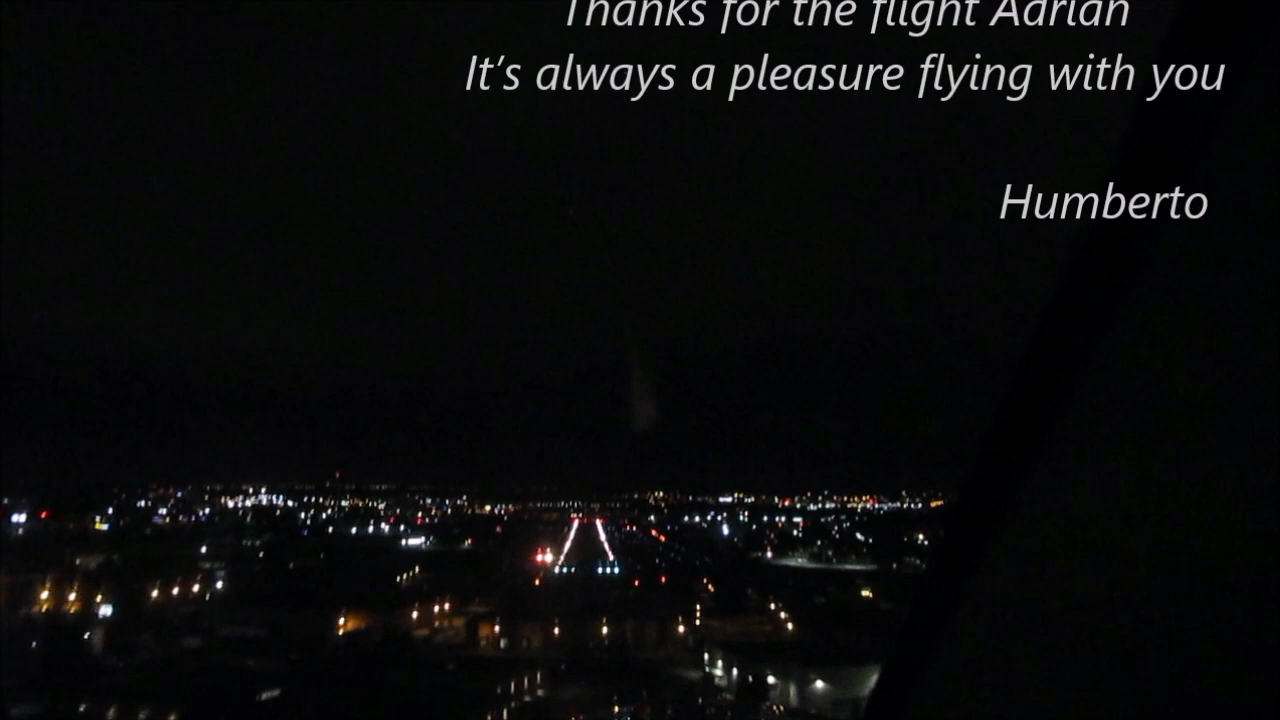 Thanks for the flight Adrian
It's always a pleasure flying with you
Humberto